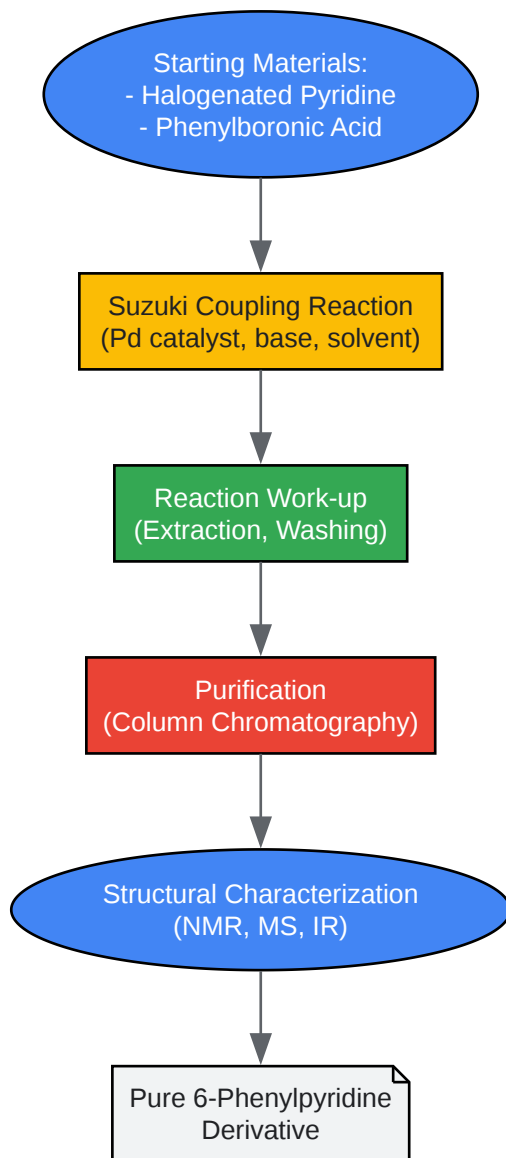 Starting Materials:
- Halogenated Pyridine
- Phenylboronic Acid
Suzuki Coupling Reaction
(Pd catalyst, base, solvent)
Reaction Work-up
(Extraction, Washing)
Purification
(Column Chromatography)
Structural Characterization
(NMR, MS, IR)
Pure 6-Phenylpyridine
Derivative